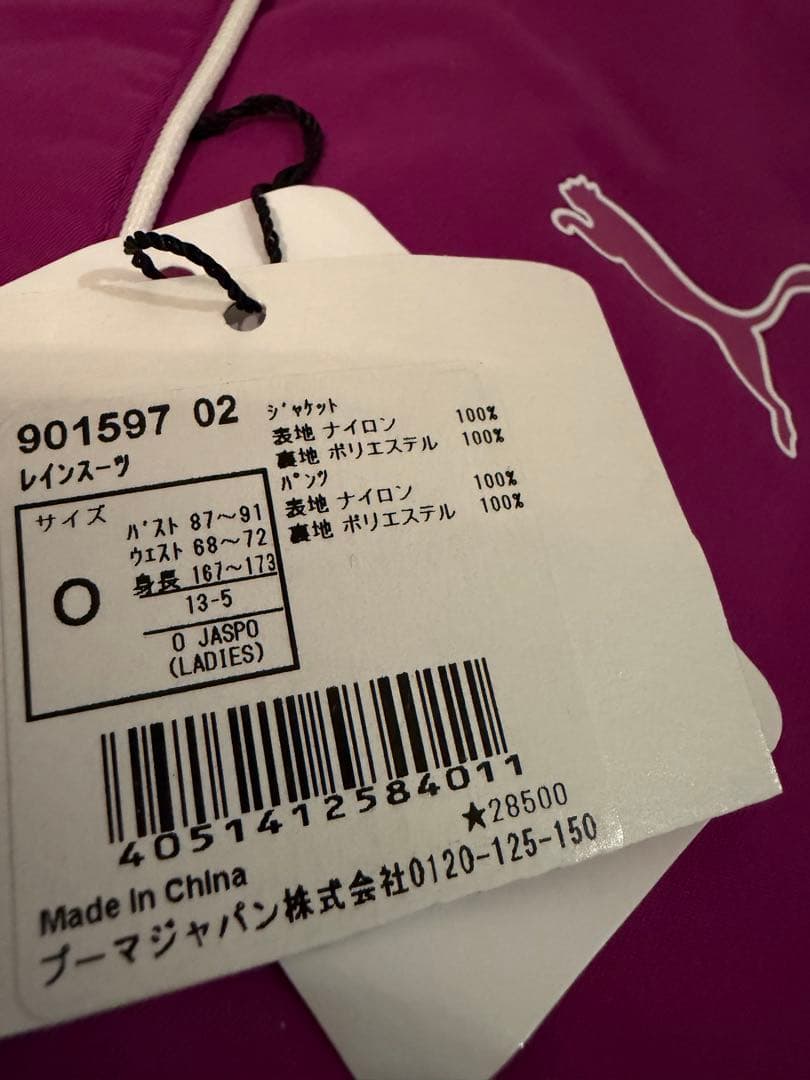 901597 02
レインスーツ
サイズ
O
バスト 87～91
ウエスト 68～72
身長 167～173
13-5
O JASPO
(LADIES)
ジャケット
表地 ナイロン 100%
裏地 ポリエステル 100%
パンツ
表地 ナイロン 100%
裏地 ポリエステル 100%
4051412584011
★28500
Made in China
プーマジャパン株式会社0120-125-150